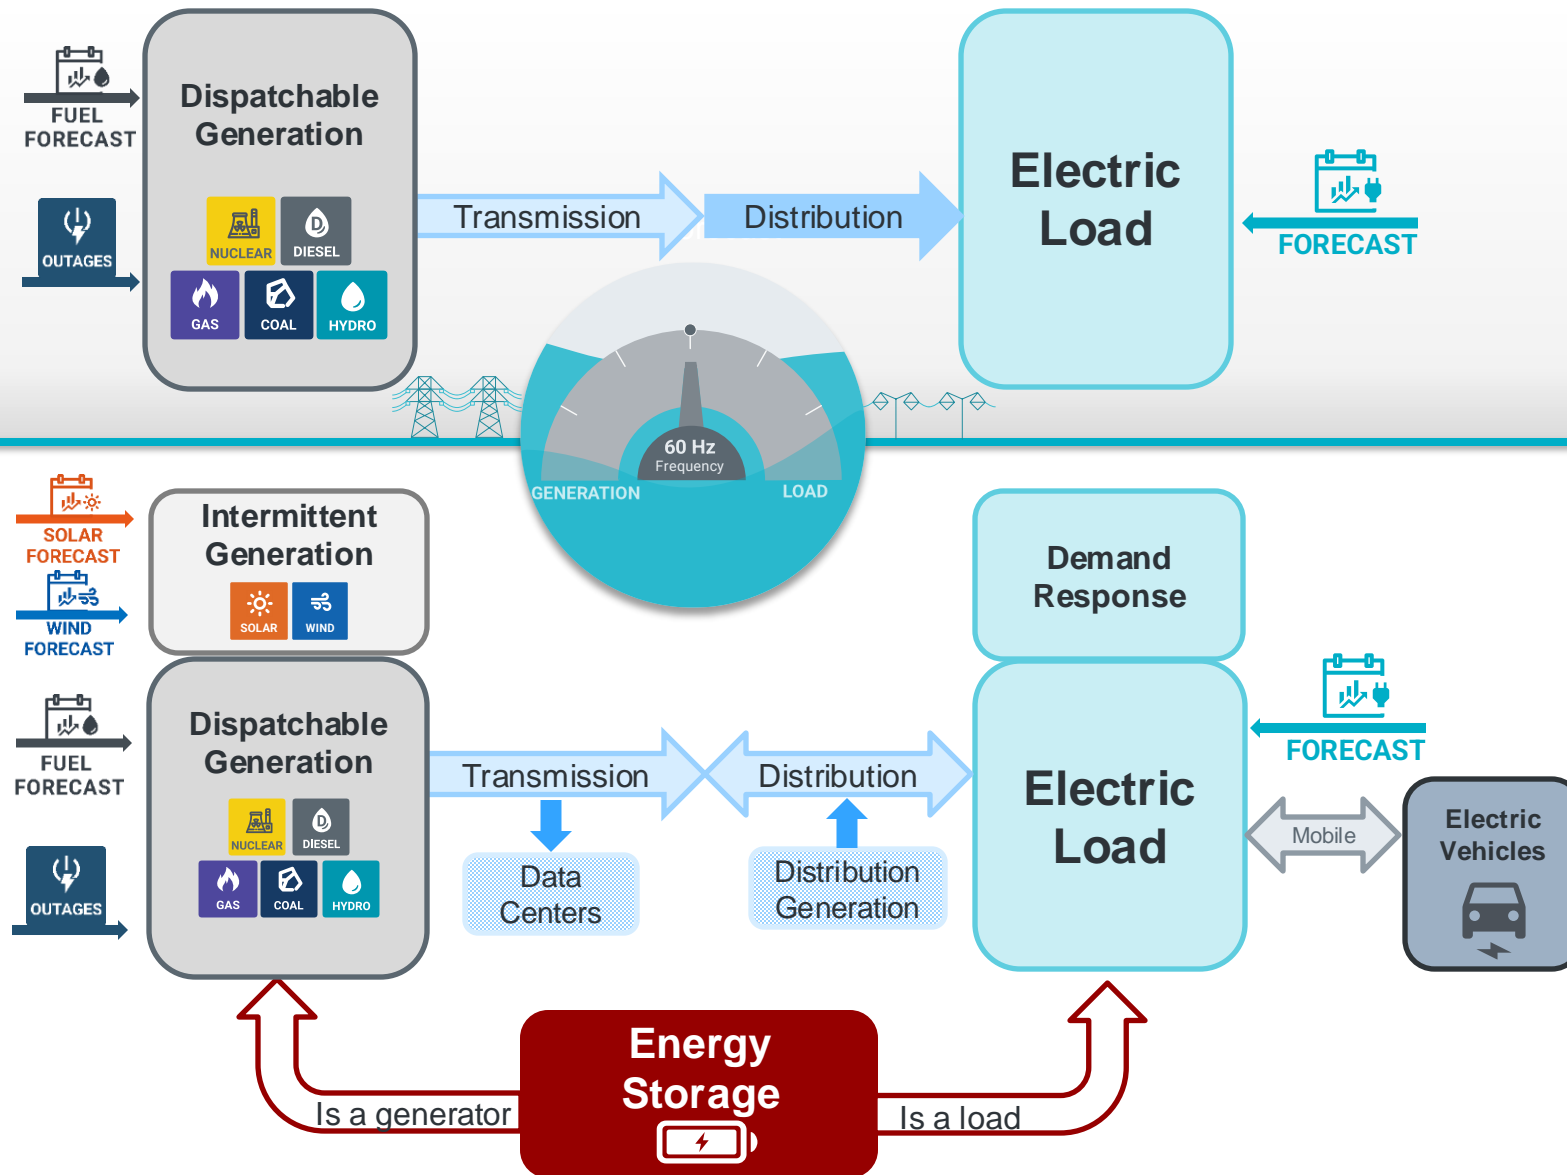 FUEL
FORECAST
OUTAGES
Dispatchable
Generation
NUCLEAR
D
DIESEL
GAS
COAL
HYDRO
Transmission
Distribution
Electric
Load
FORECAST
60 Hz
Frequency
GENERATION
LOAD
SOLAR
FORECAST
WIND
FORECAST
Intermittent
Generation
SOLAR
WIND
Demand
Response
FUEL
FORECAST
OUTAGES
Dispatchable
Generation
NUCLEAR
D
DIESEL
GAS
COAL
HYDRO
Transmission
Distribution
Data
Centers
Distribution
Generation
Electric
Load
FORECAST
Mobile
Electric
Vehicles
Energy
Storage
Is a generator
Is a load